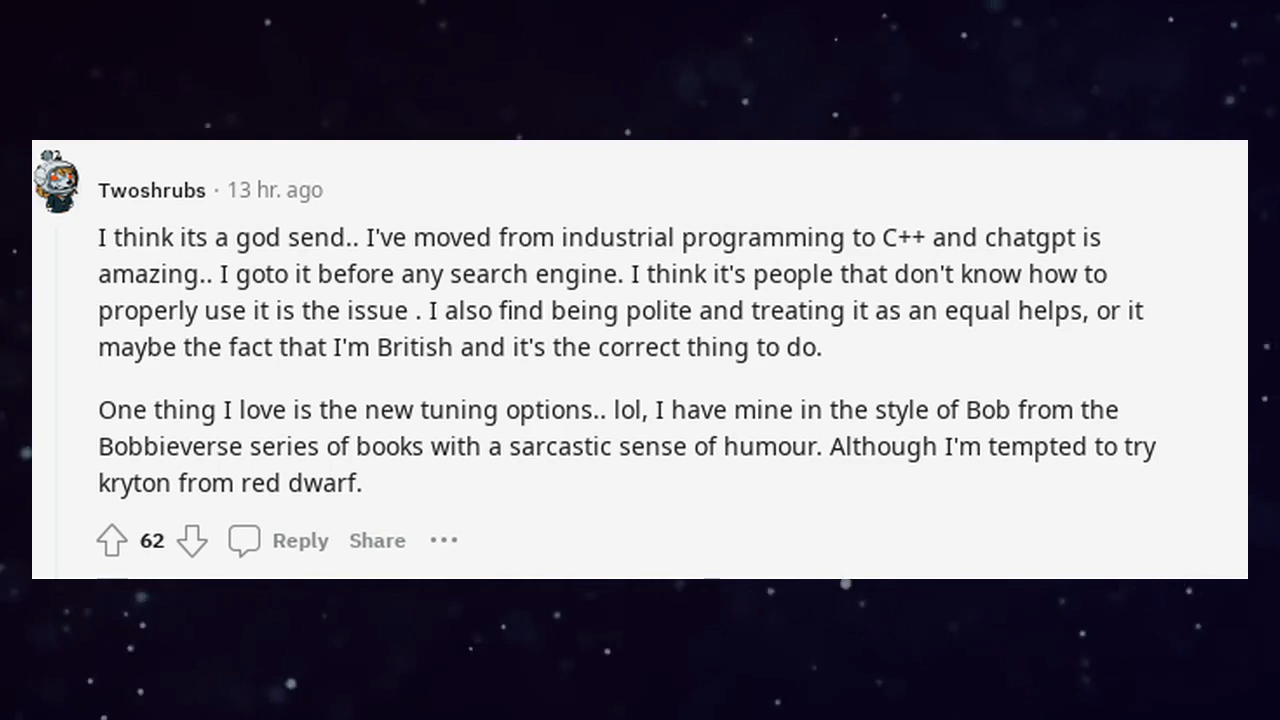 Twoshrubs · 13 hr. ago
I think its a god send.. I've moved from industrial programming to C++ and chatgpt is
amazing.. I goto it before any search engine. I think it's people that don't know how to
properly use it is the issue . I also find being polite and treating it as an equal helps, or it
maybe the fact that I'm British and it's the correct thing to do.
One thing I love is the new tuning options.. lol, I have mine in the style of Bob from the
Bobbieverse series of books with a sarcastic sense of humour. Although I'm tempted to try
kryton from red dwarf.
62 Reply Share ···